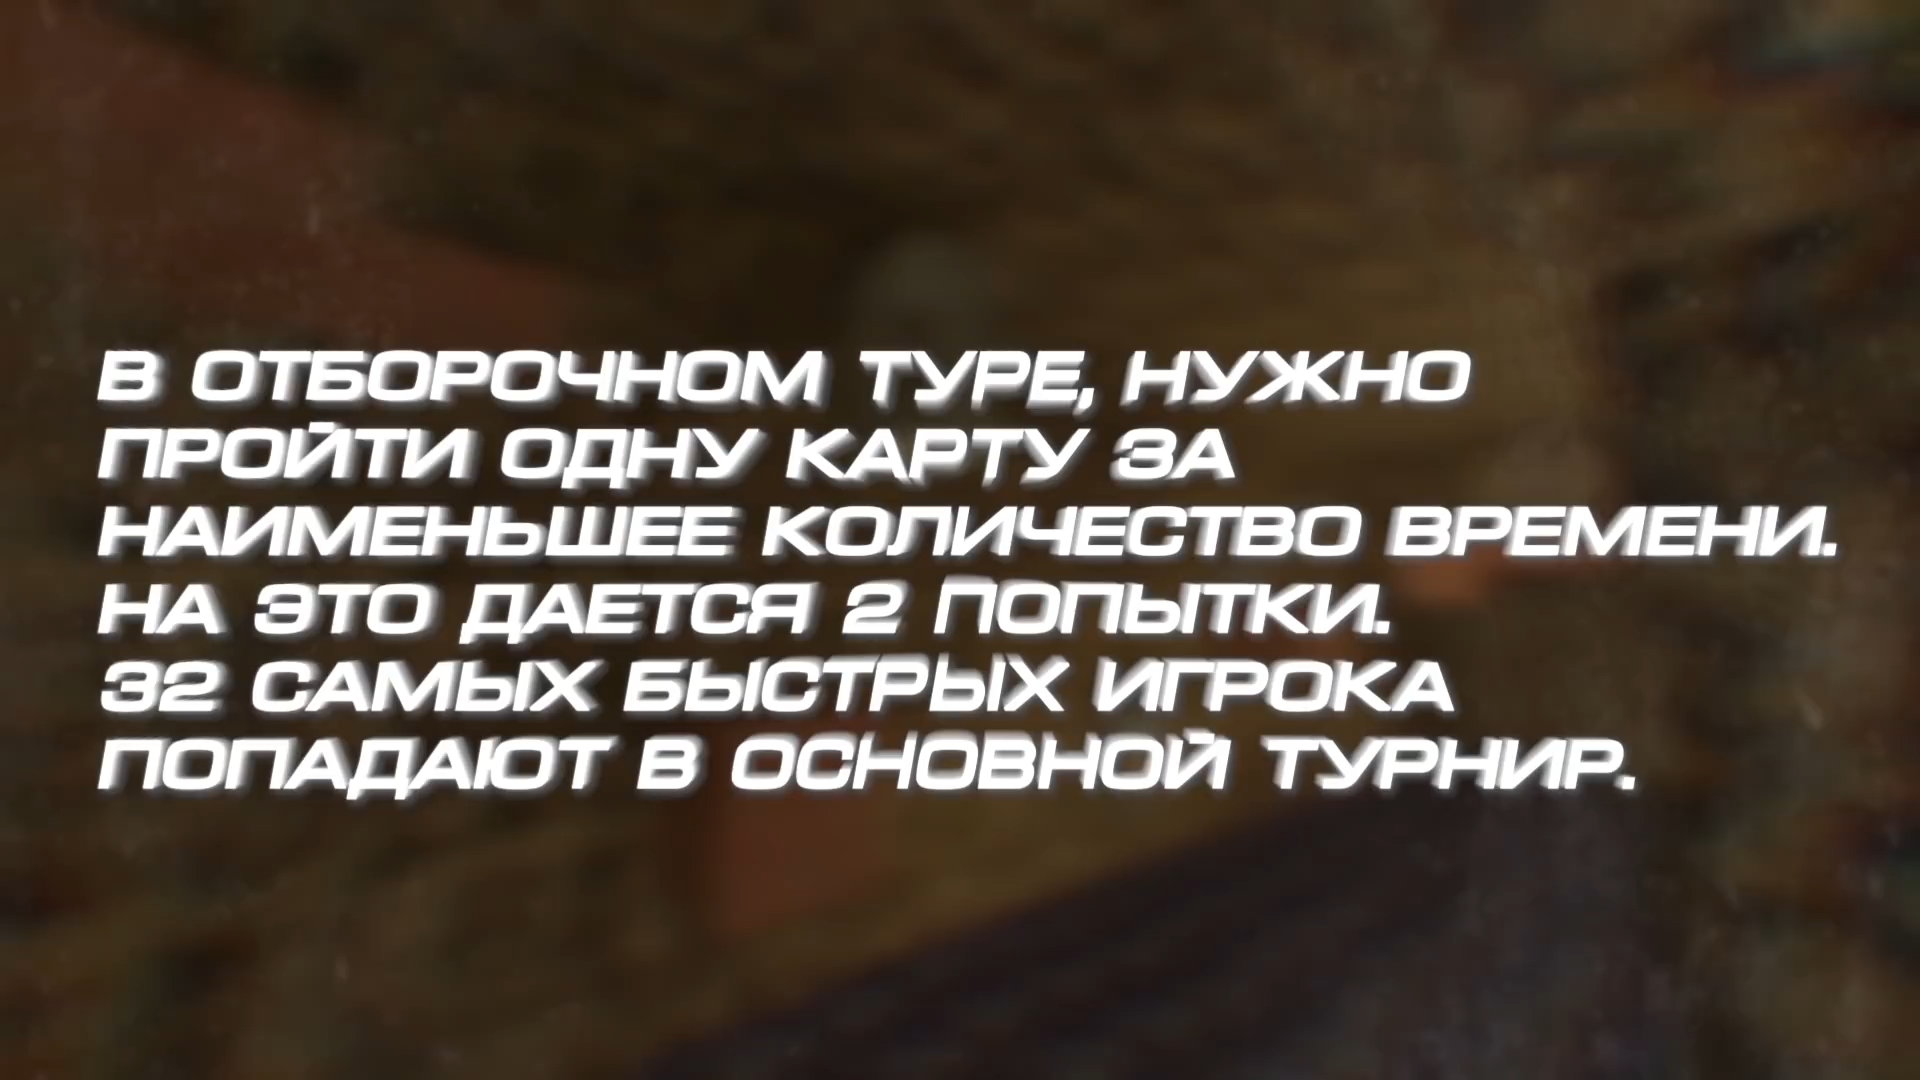 В ОТБОРОЧНОМ ТУРЕ, НУЖНО
ПРОЙТИ ОДНУ КАРТУ ЗА
НАИМЕНЬШЕЕ КОЛИЧЕСТВО ВРЕМЕНИ.
НА ЭТО ДАЕТСЯ 2 ПОПЫТКИ.
32 САМЫХ БЫСТРЫХ ИГРОКА
ПОПАДАЮТ В ОСНОВНОЙ ТУРНИР.